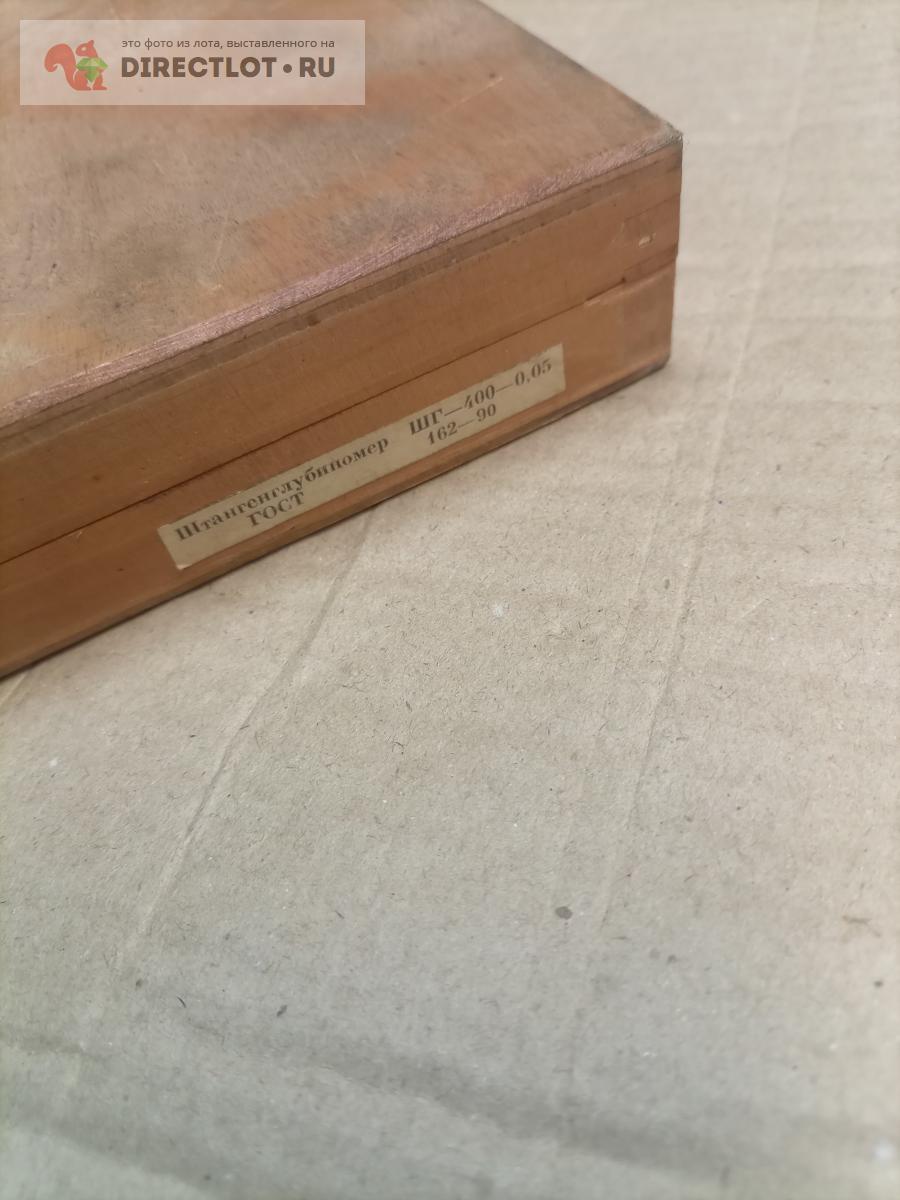 это фото из лота, выставленного на
DIRECTLOT•RU
Штангенглубиномер ШГ—400—0,05
ГОСТ 162—90